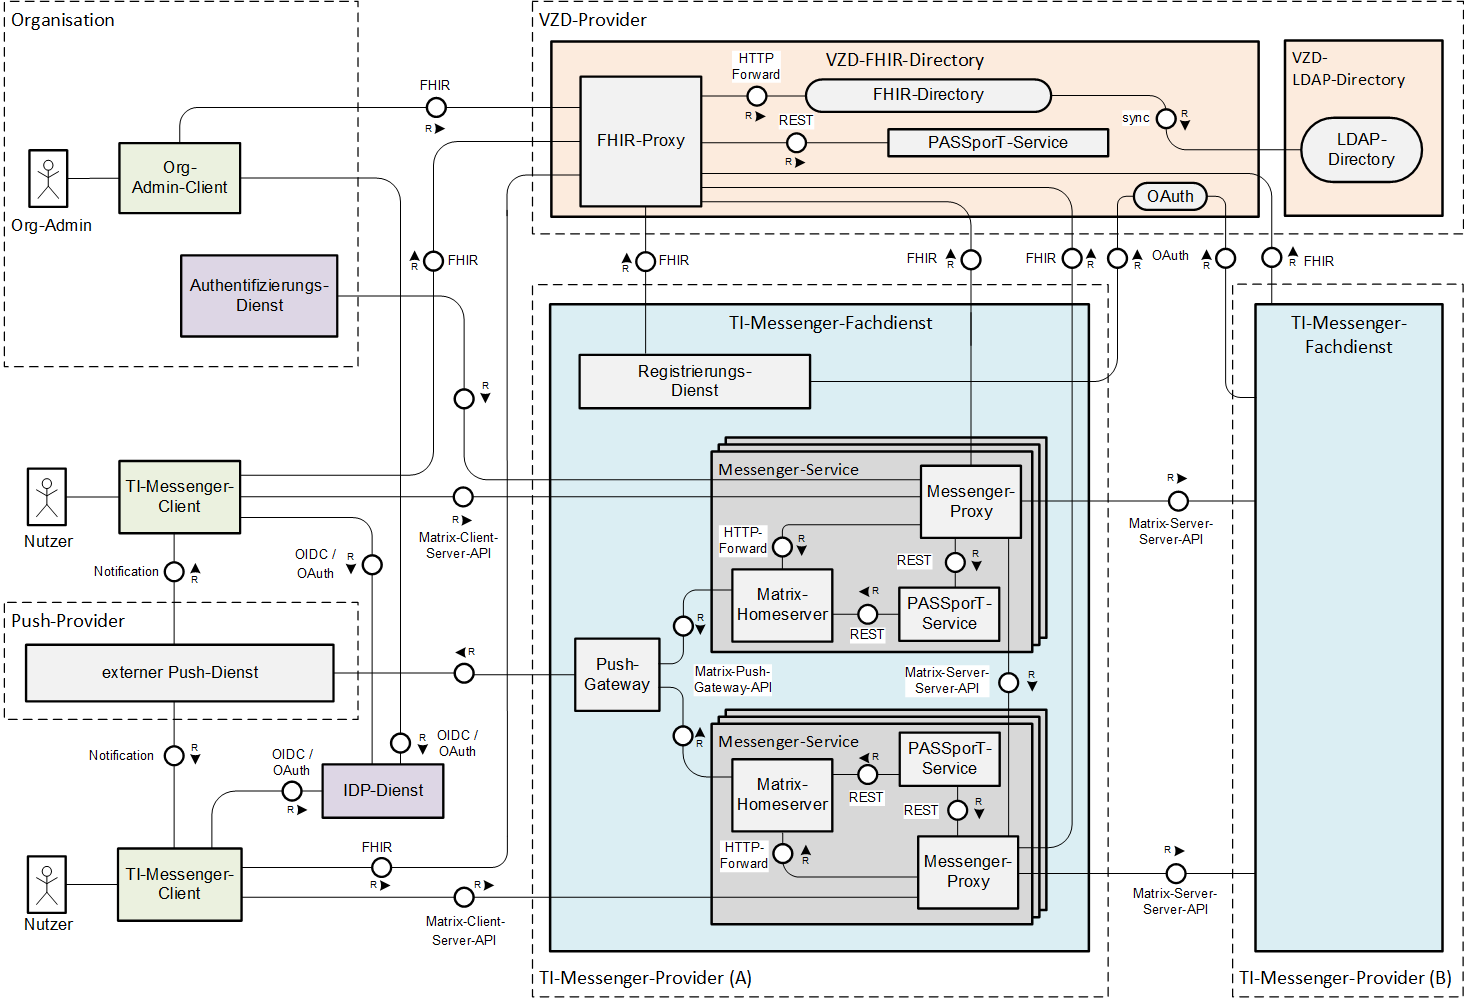 Organisation
VZD-Provider
VZD-FHIR-Directory
VZD-
LDAP-Directory
HTTP
Forward
R
FHIR-Directory
FHIR
R
REST
R
sync
R
FHIR-Proxy
PASSporT-Service
LDAP-
Directory
Org-
Admin-Client
Org-Admin
OAuth
R
FHIR
R
FHIR
FHIR
R
FHIR
R
R
OAuth
R
R
FHIR
Authentifizierungs-
Dienst
TI-Messenger-Fachdienst
TI-Messenger-
Fachdienst
Registrierungs-
Dienst
R
Messenger-Service
TI-Messenger-
Client
Nutzer
R
Matrix-Client-
Server-API
Messenger-
Proxy
R
Matrix-Server-
Server-API
HTTP-
Forward
R
REST
R
OIDC /
OAuth
R
Notification
R
Matrix-
Homeserver
R
REST
PASSporT-
Service
Push-Provider
R
externer Push-Dienst
R
Push-
Gateway
Matrix-Push-
Gateway-API
Matrix-Server-
Server-API
R
Notification
R
OIDC /
OAuth
R
OIDC /
OAuth
R
R
Messenger-Service
PASSporT-
Service
R
REST
Matrix-
Homeserver
REST
R
IDP-Dienst
HTTP-
Forward
R
TI-Messenger-
Client
Nutzer
FHIR
R
R
Matrix-Client-
Server-API
Messenger-
Proxy
R
Matrix-Server-
Server-API
TI-Messenger-Provider (A)
TI-Messenger-Provider (B)